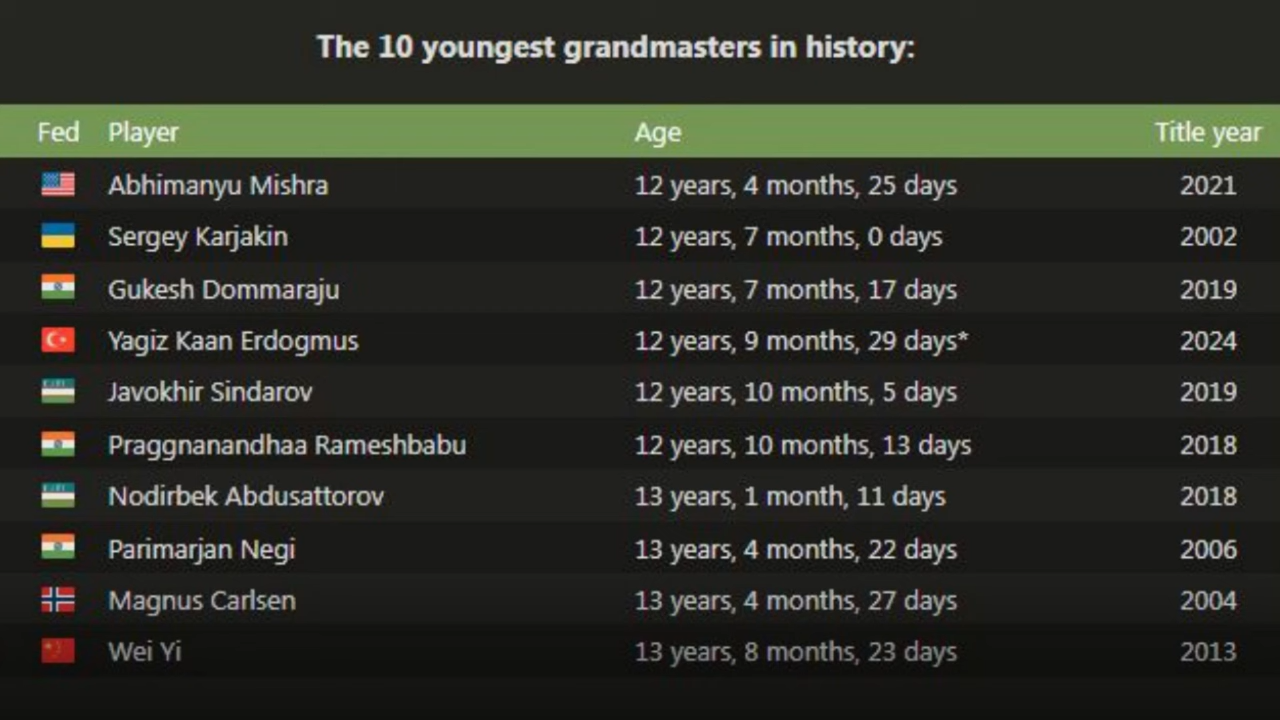 The 10 youngest grandmasters in history:
Fed Player Age Title year
Abhimanyu Mishra 12 years, 4 months, 25 days 2021
Sergey Karjakin 12 years, 7 months, 0 days 2002
Gukesh Dommaraju 12 years, 7 months, 17 days 2019
Yagiz Kaan Erdogmus 12 years, 9 months, 29 days* 2024
Javokhir Sindarov 12 years, 10 months, 5 days 2019
Praggnanandhaa Rameshbabu 12 years, 10 months, 13 days 2018
Nodirbek Abdusattorov 13 years, 1 month, 11 days 2018
Parimarjan Negi 13 years, 4 months, 22 days 2006
Magnus Carlsen 13 years, 4 months, 27 days 2004
Wei Yi 13 years, 8 months, 23 days 2013